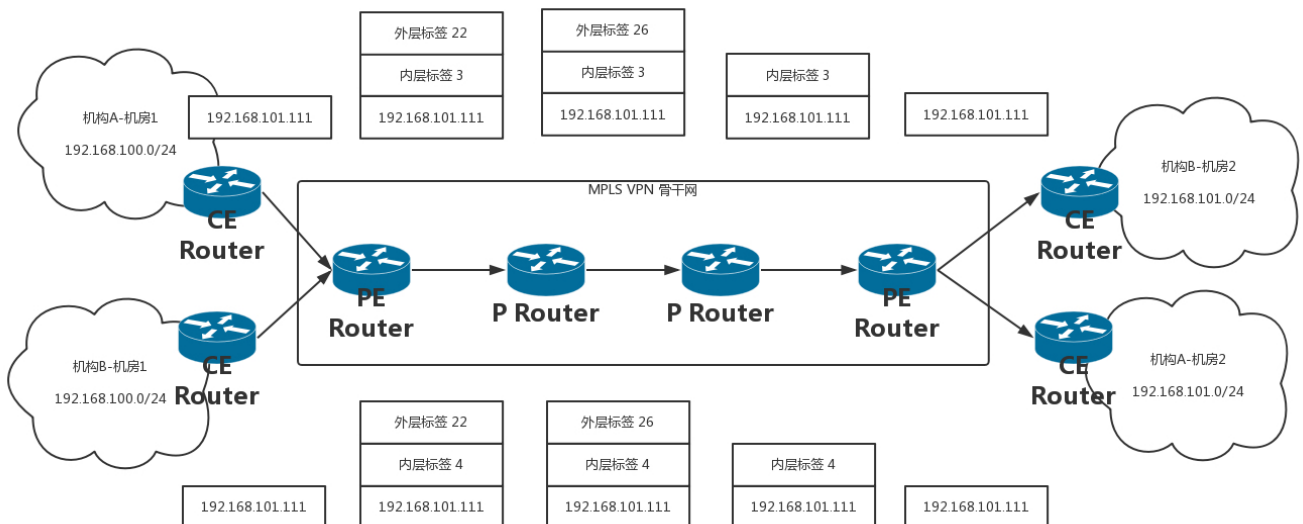 外层标签 22
内层标签 3
192.168.101.111
外层标签 26
内层标签 3
192.168.101.111
内层标签 3
192.168.101.111
192.168.101.111
192.168.101.111
机构A-机房1
192.168.100.0/24
CE
Router
机构B-机房1
192.168.100.0/24
CE
Router
MPLS VPN 骨干网
PE
Router
P Router
P Router
PE
Router
机构B-机房2
192.168.101.0/24
CE
Router
机构A-机房2
192.168.101.0/24
CE
Router
192.168.101.111
外层标签 22
内层标签 4
192.168.101.111
外层标签 26
内层标签 4
192.168.101.111
内层标签 4
192.168.101.111
192.168.101.111